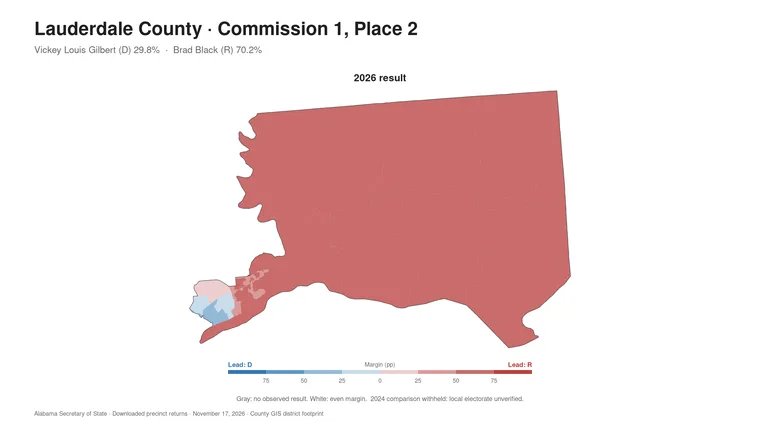 Lauderdale County · Commission 1, Place 2
Vickey Louis Gilbert (D) 29.8% · Brad Black (R) 70.2%
2026 result
Lead: D Margin (pp) Lead: R
75 50 25 0 25 50 75
Gray: no observed result. White: even margin. 2024 comparison withheld: local electorate unverified.
Alabama Secretary of State · Downloaded precinct returns · November 17, 2026 · County GIS district footprint